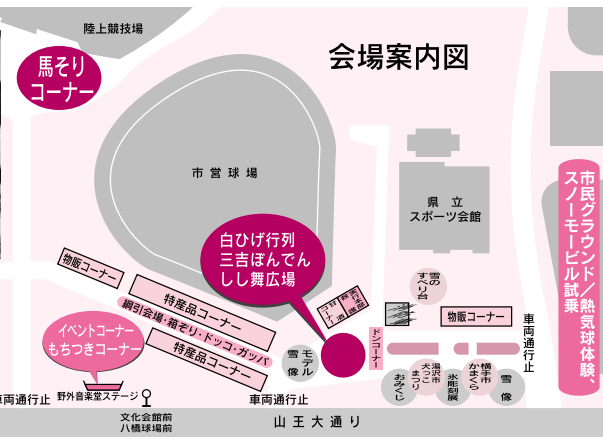 陸上競技場
会場案内図
馬そり
コーナー
市営球場
県立
スポーツ会館
市民グラウンド／熱気球体験、
スノーモービル試乗
白ひげ行列
三吉ぼんでん
しし舞広場
雪の
すべり台
物販コーナー
特産品コーナー
綱引会場・箱ぞり・ドッコ・ガッパ
特産品コーナー
物販コーナー
車両通行止
イベントコーナー
もちつきコーナー
モデル
雪像
ドンコーナー
おみくじ
湯沢市
犬っこ
まつり
氷彫刻展
横手市
かまくら
雪像
車両通行止
野外音楽堂ステージ
車両通行止
文化会館前
八橋球場前
山王大通り